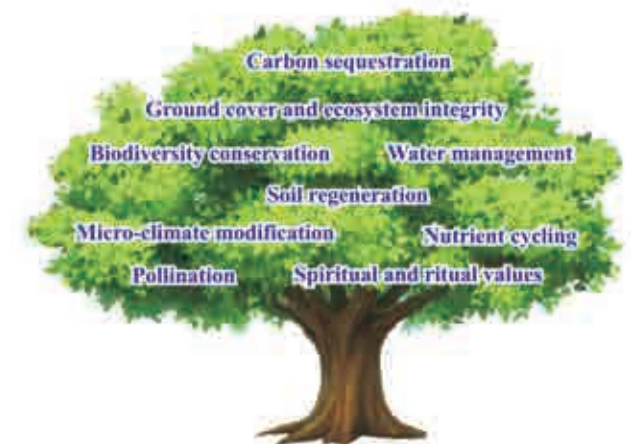 Carbon sequestration
Ground cover and ecosystem integrity
Biodiversity conservation Water management
Soil regeneration
Micro-climate modification Nutrient cycling
Pollination Spiritual and ritual values